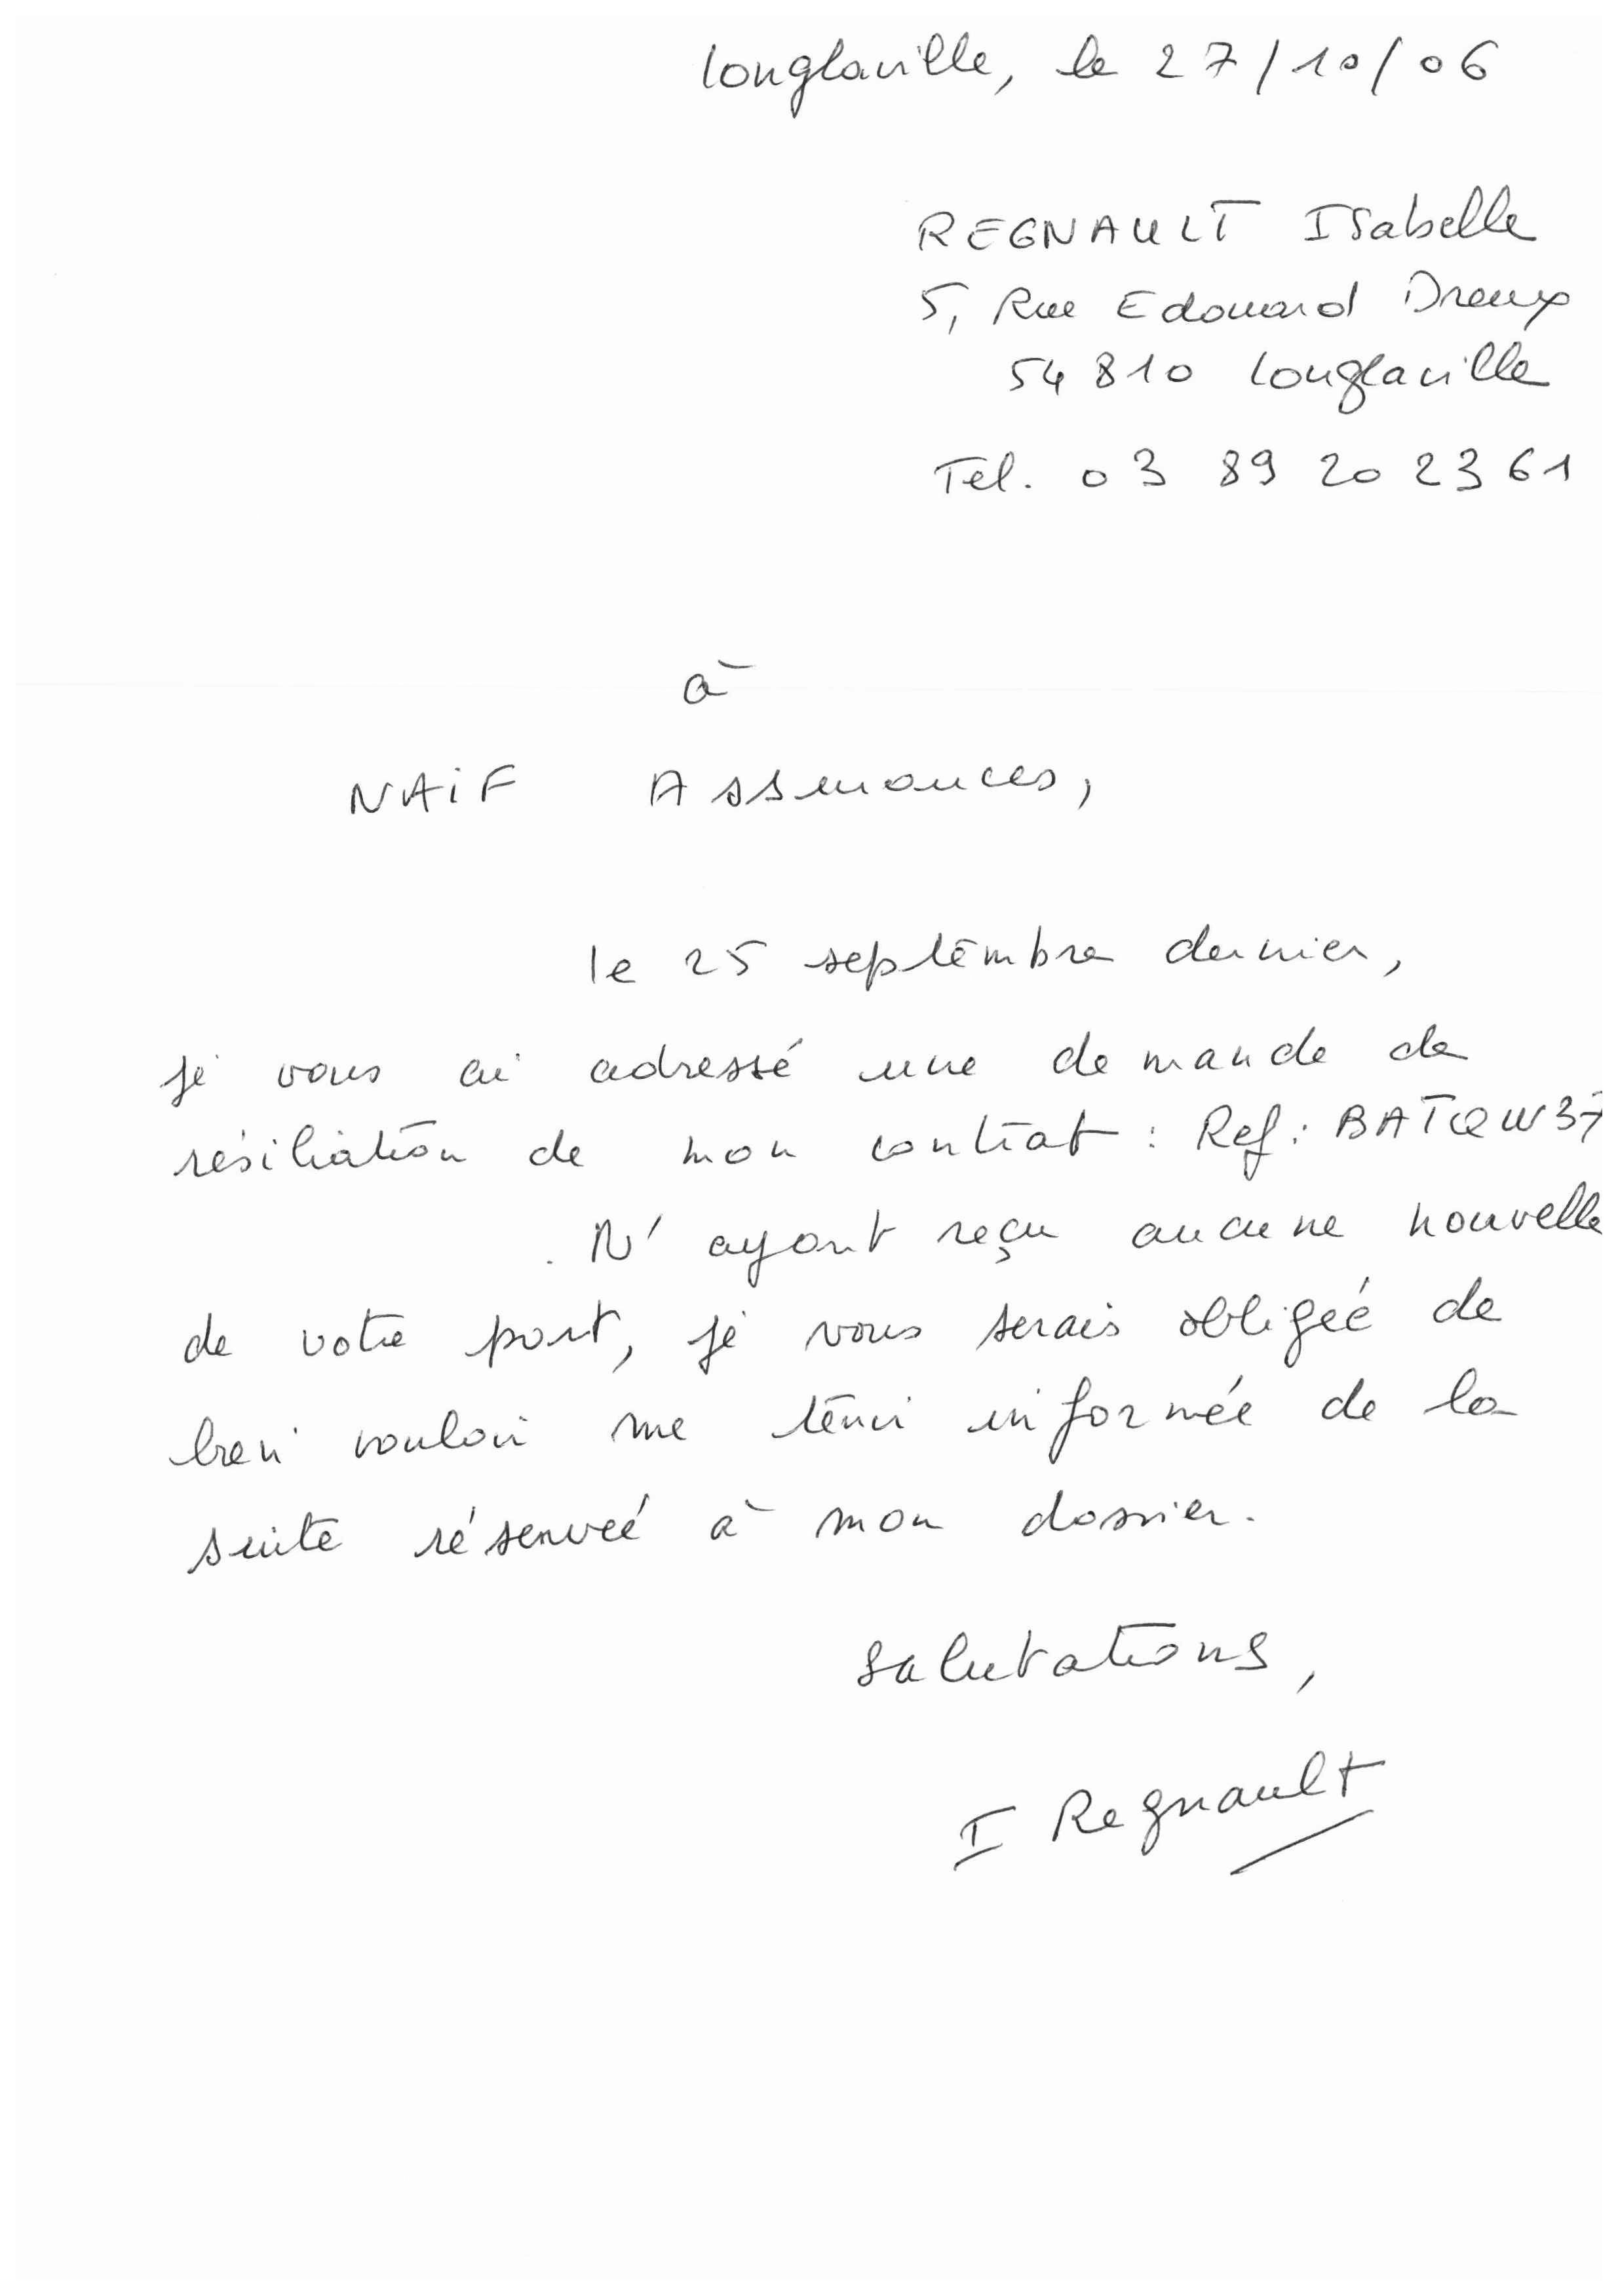 Longlaville, le 27/10/06
REGNAULT Isabelle
5, Rue Edouard Dreux
54810 Longlaville
Tel. 03 89 20 23 61
à
NAiF Assurances,
le 25 septembre dernier,
je vous ai adressé une demande de
résiliation de mon contrat : Ref : BATQW37
N'ayant reçu aucune nouvelle
de votre part, je vous serais obligée de
bien vouloir me tenir informée de la
suite réservée à mon dossier.
Salutations,
I Regnault